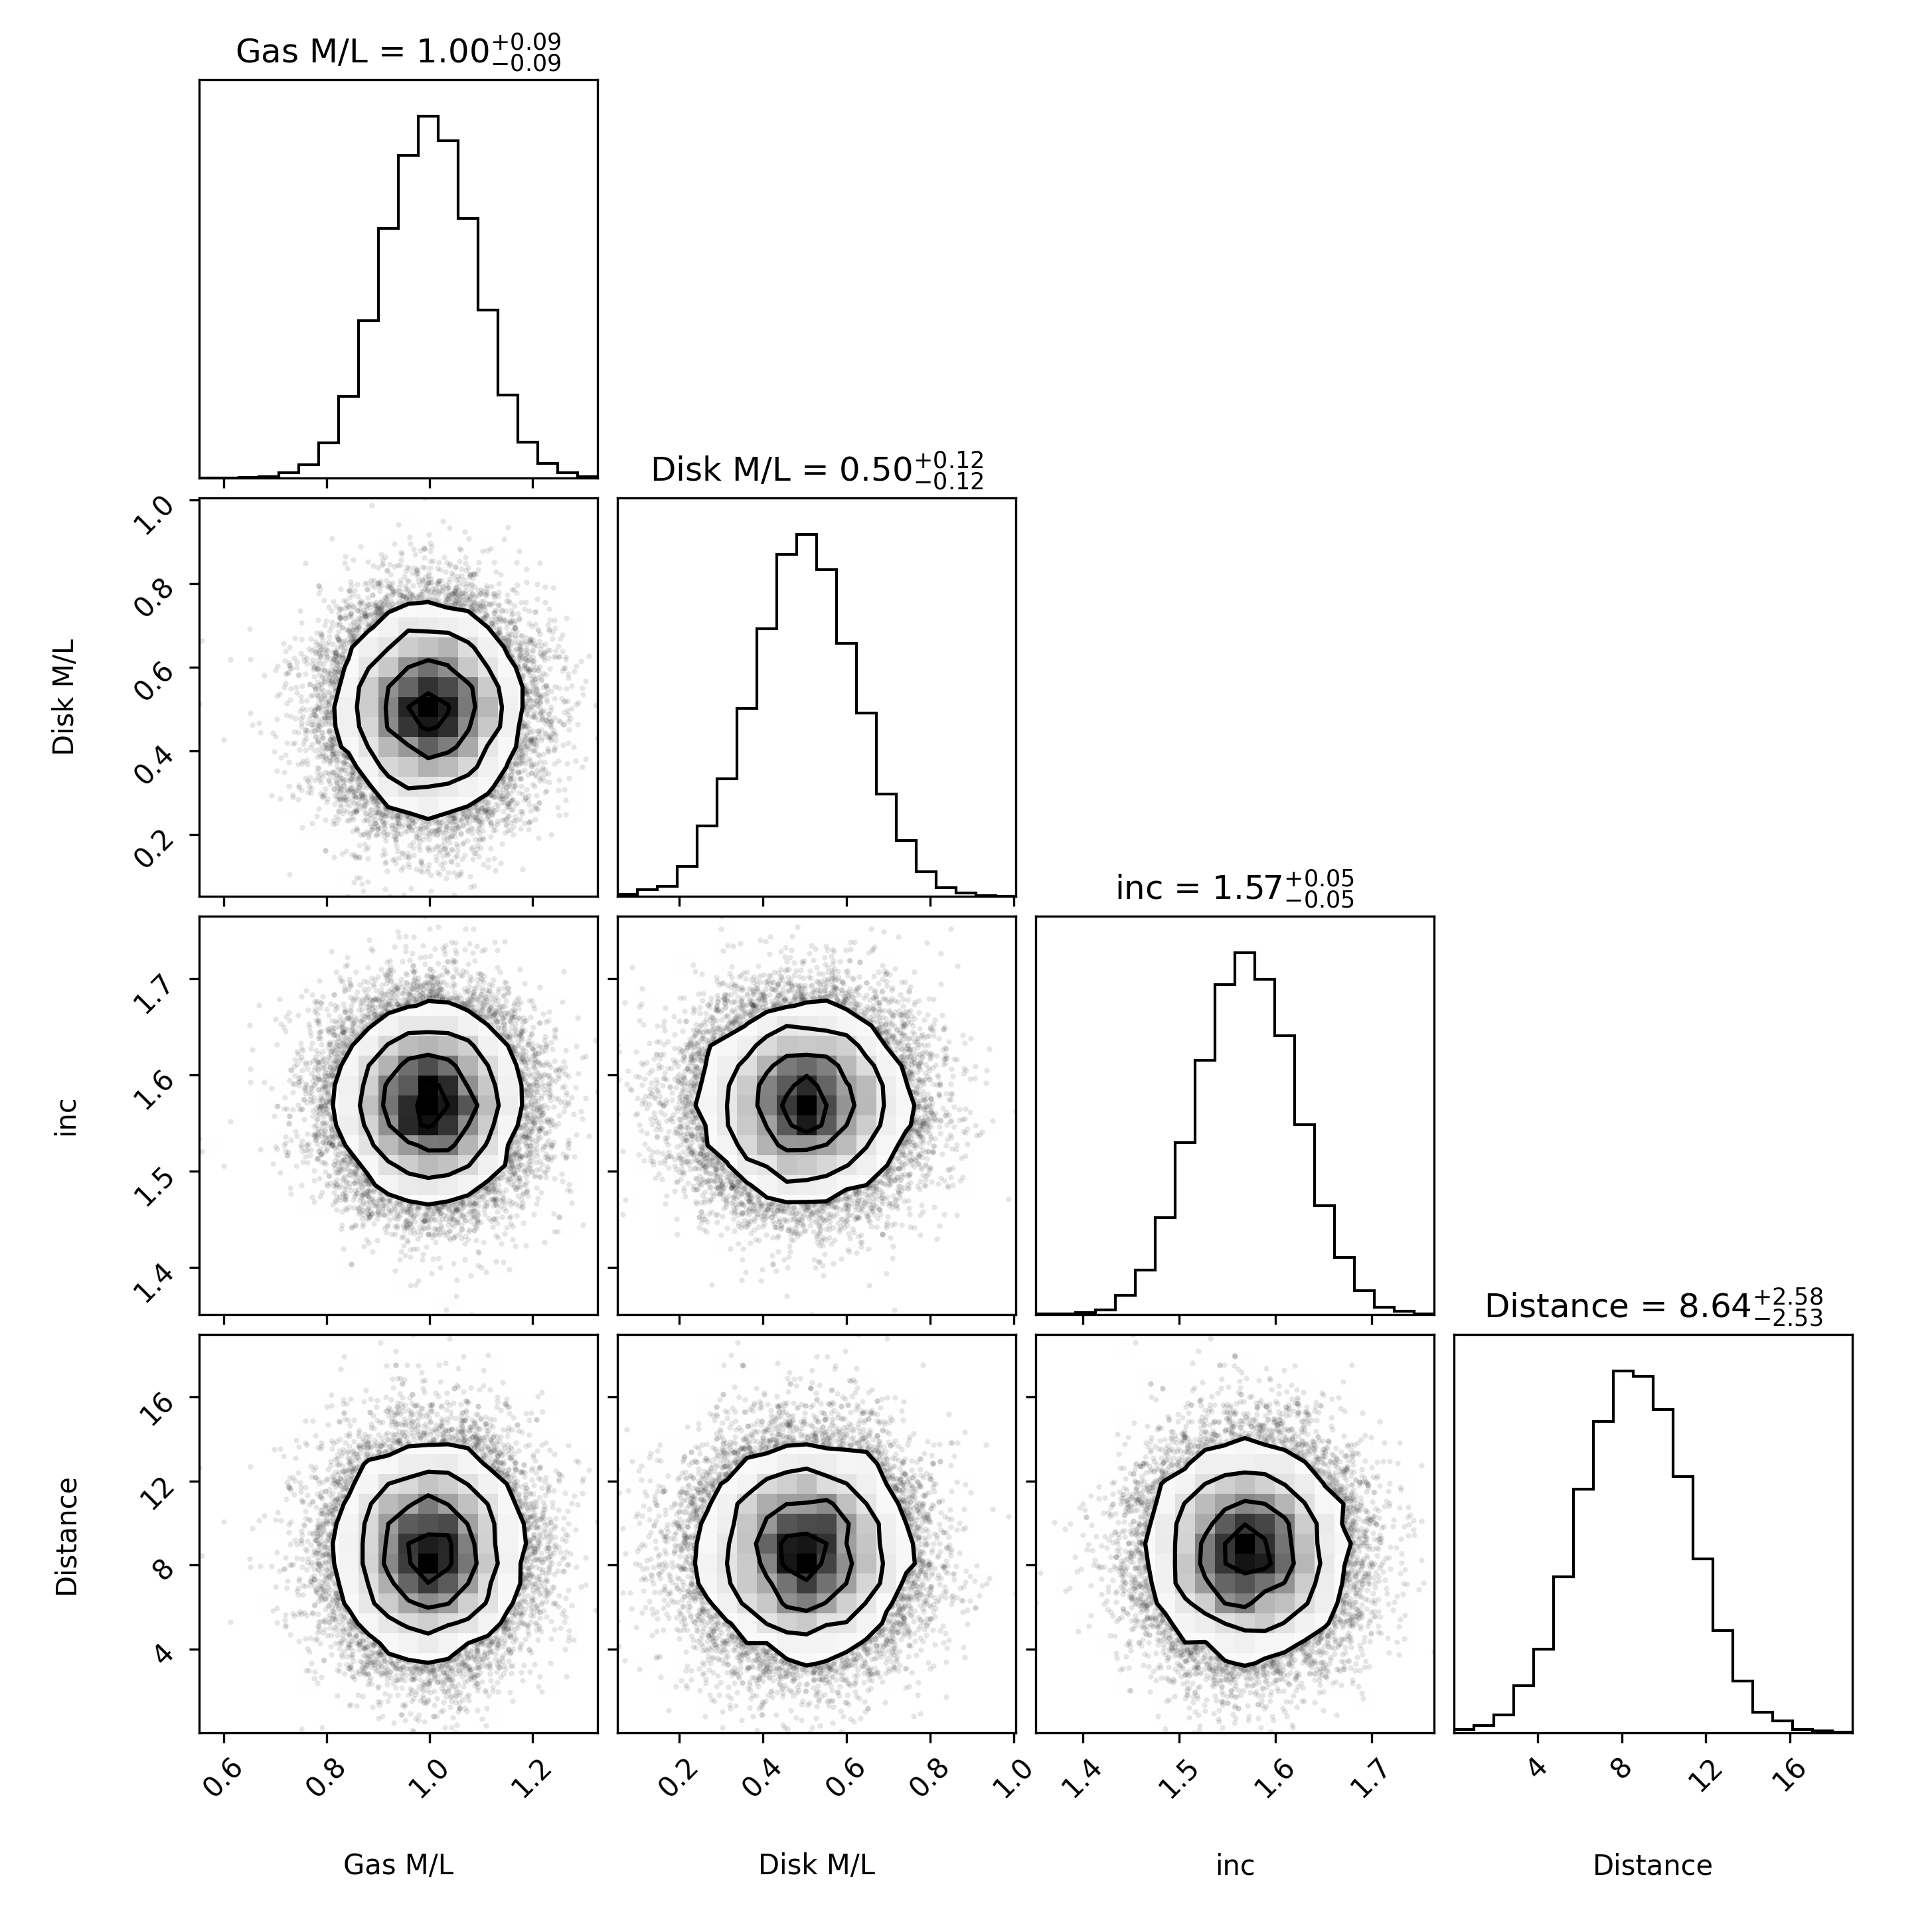 Gas M/L = 1.00+0.09−0.09
Disk M/L = 0.50+0.12−0.12
inc = 1.57+0.05−0.05
Distance = 8.64+2.58−2.53
Disk M/L
1.0
0.8
0.6
0.4
0.2
inc
1.7
1.6
1.5
1.4
Distance
16
12
8
4
0.6 0.8 1.0 1.2
0.2 0.4 0.6 0.8 1.0
1.4 1.5 1.6 1.7
4 8 12 16
Gas M/L
Disk M/L
inc
Distance